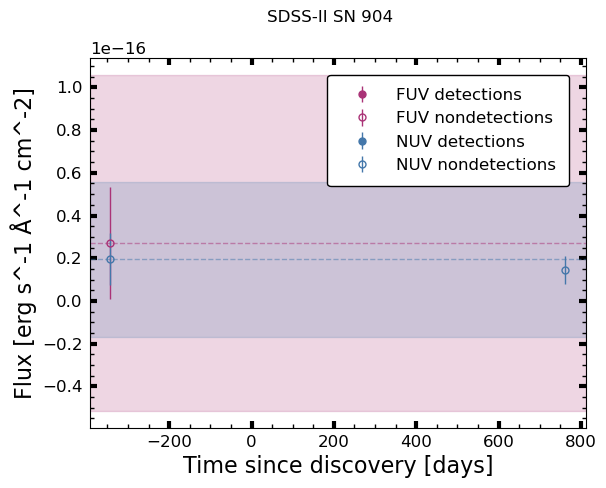 SDSS-II SN 904
1e−16
FUV detections
FUV nondetections
NUV detections
NUV nondetections
1.0
0.8
0.6
0.4
0.2
0.0
−0.2
−0.4
Flux [erg s^-1 Å^-1 cm^-2]
−200
0
200
400
600
800
Time since discovery [days]